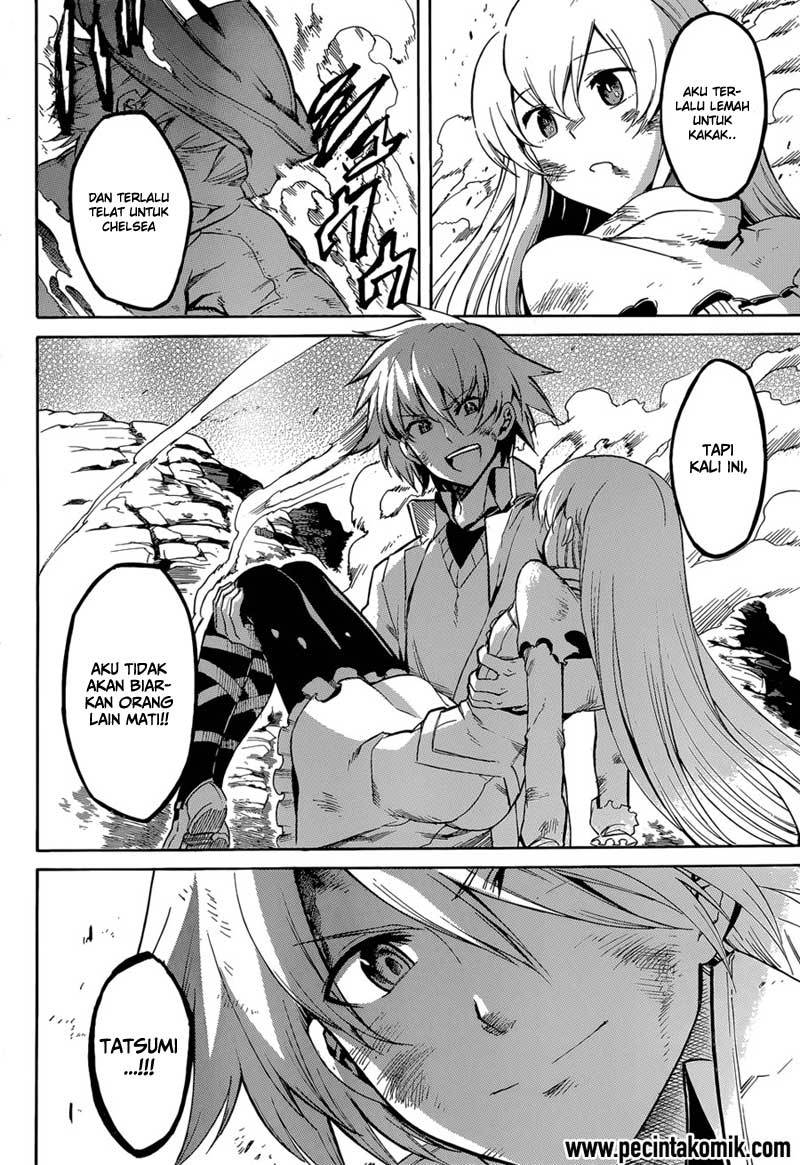 AKU TER-
LALU LEMAH
UNTUK
KAKAK..
DAN TERLALU
TELAT UNTUK
CHELSEA
TAPI
KALI INI,
AKU TIDAK
AKAN BIAR-
KAN ORANG
LAIN MATI!!
TATSUMI
...!!!
www.pecintakomik.com